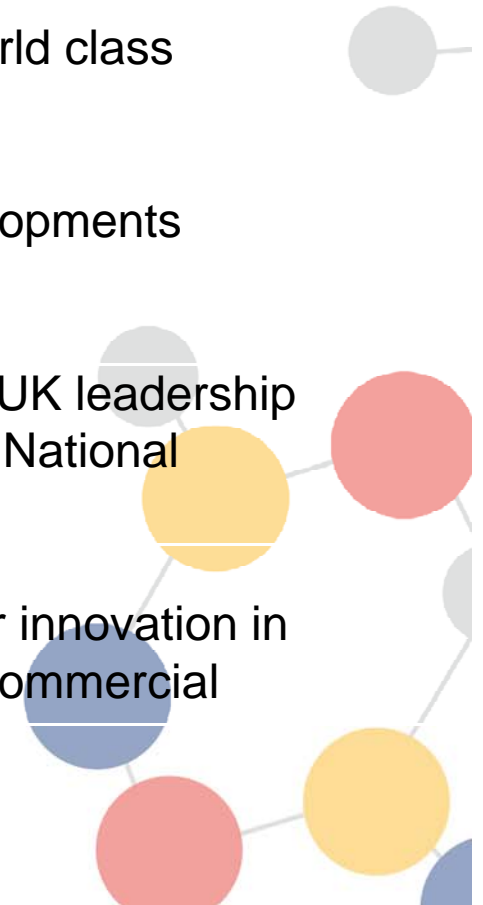 rld class
opments
UK leadership
National
r innovation in
ommercial